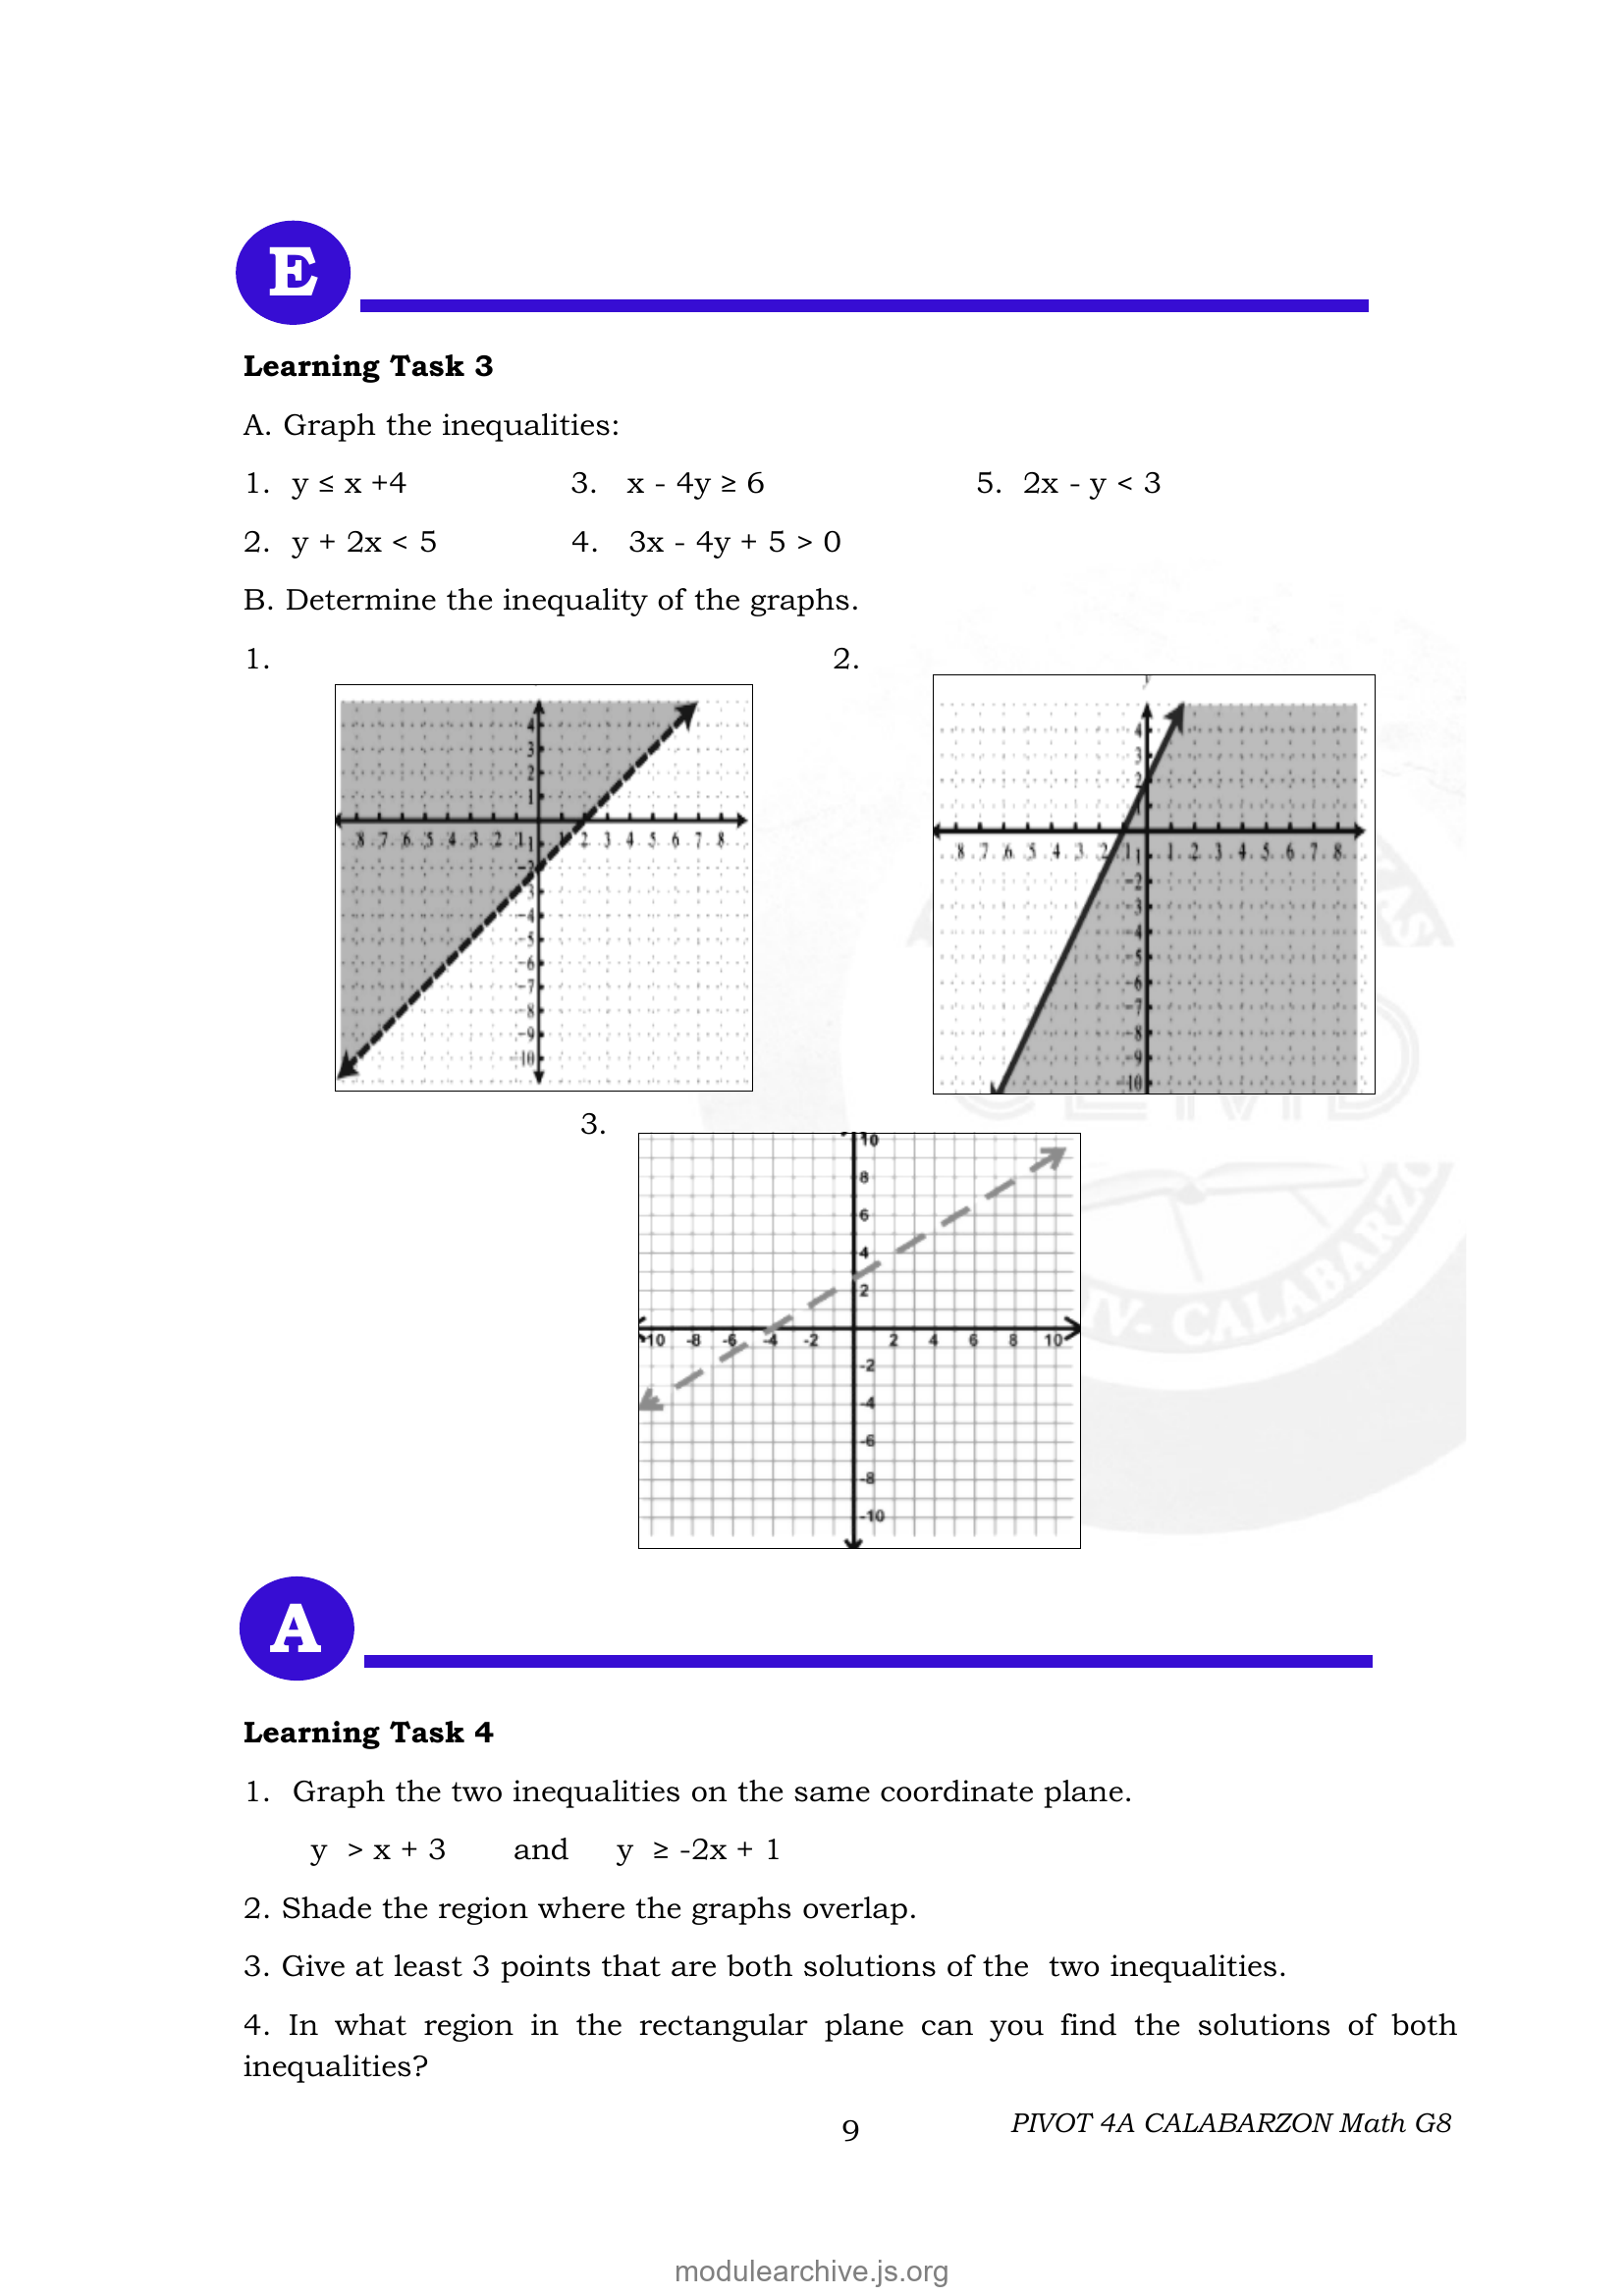 E
Learning Task 3
A. Graph the inequalities:
1. y ≤ x +4 3. x - 4y ≥ 6 5. 2x - y < 3
2. y + 2x < 5 4. 3x - 4y + 5 > 0
B. Determine the inequality of the graphs.
1. 2.
4
3
2
1
8 7 6 5 4 3 2 1 1 2 3 4 5 6 7 8
1
-2
3
-4
5
6
-7
8
9
10
y
4
3
2
8 7 6 5 4 3 2 1 1 2 3 4 5 6 7 8
1
-2
-3
4
-5
6
-7
-8
-9
10
3.
10
8
6
4
2
-10 -8 -6 -4 -2 2 4 6 8 10
-2
-4
-6
-8
-10
IV- CALABARZO
A
Learning Task 4
1. Graph the two inequalities on the same coordinate plane.
y > x + 3 and y ≥ -2x + 1
2. Shade the region where the graphs overlap.
3. Give at least 3 points that are both solutions of the two inequalities.
4. In what region in the rectangular plane can you find the solutions of both
inequalities?
9 PIVOT 4A CALABARZON Math G8
modulearchive.js.org